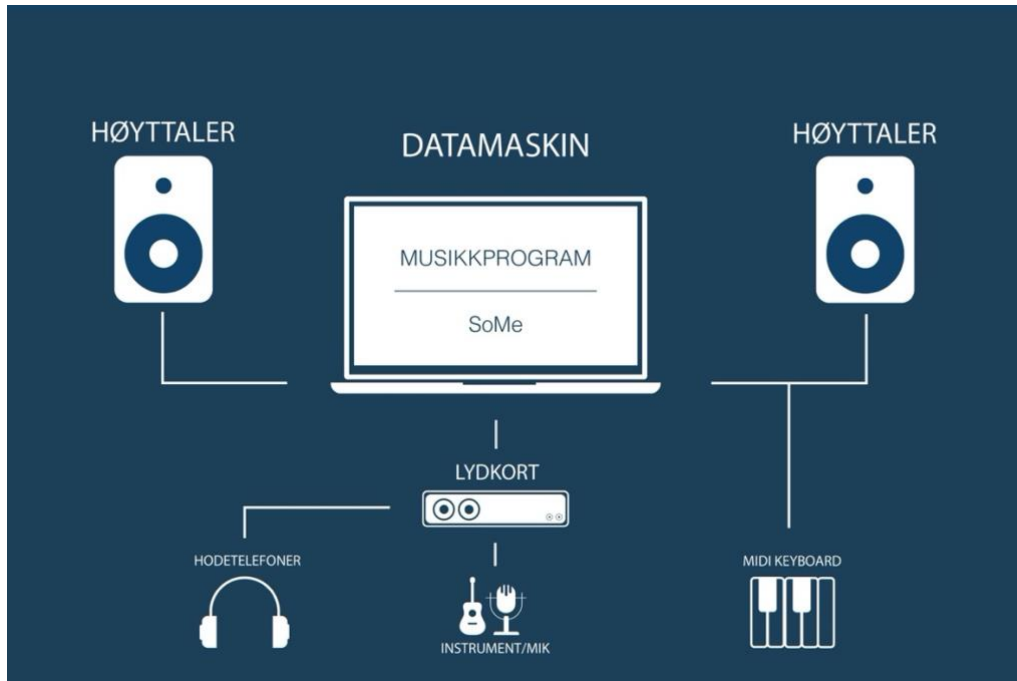 HØYTTALER
DATAMASKIN
HØYTTALER
MUSIKKPROGRAM
SoMe
LYDKORT
HODETELEFONER
MIDI KEYBOARD
INSTRUMENT/MIK